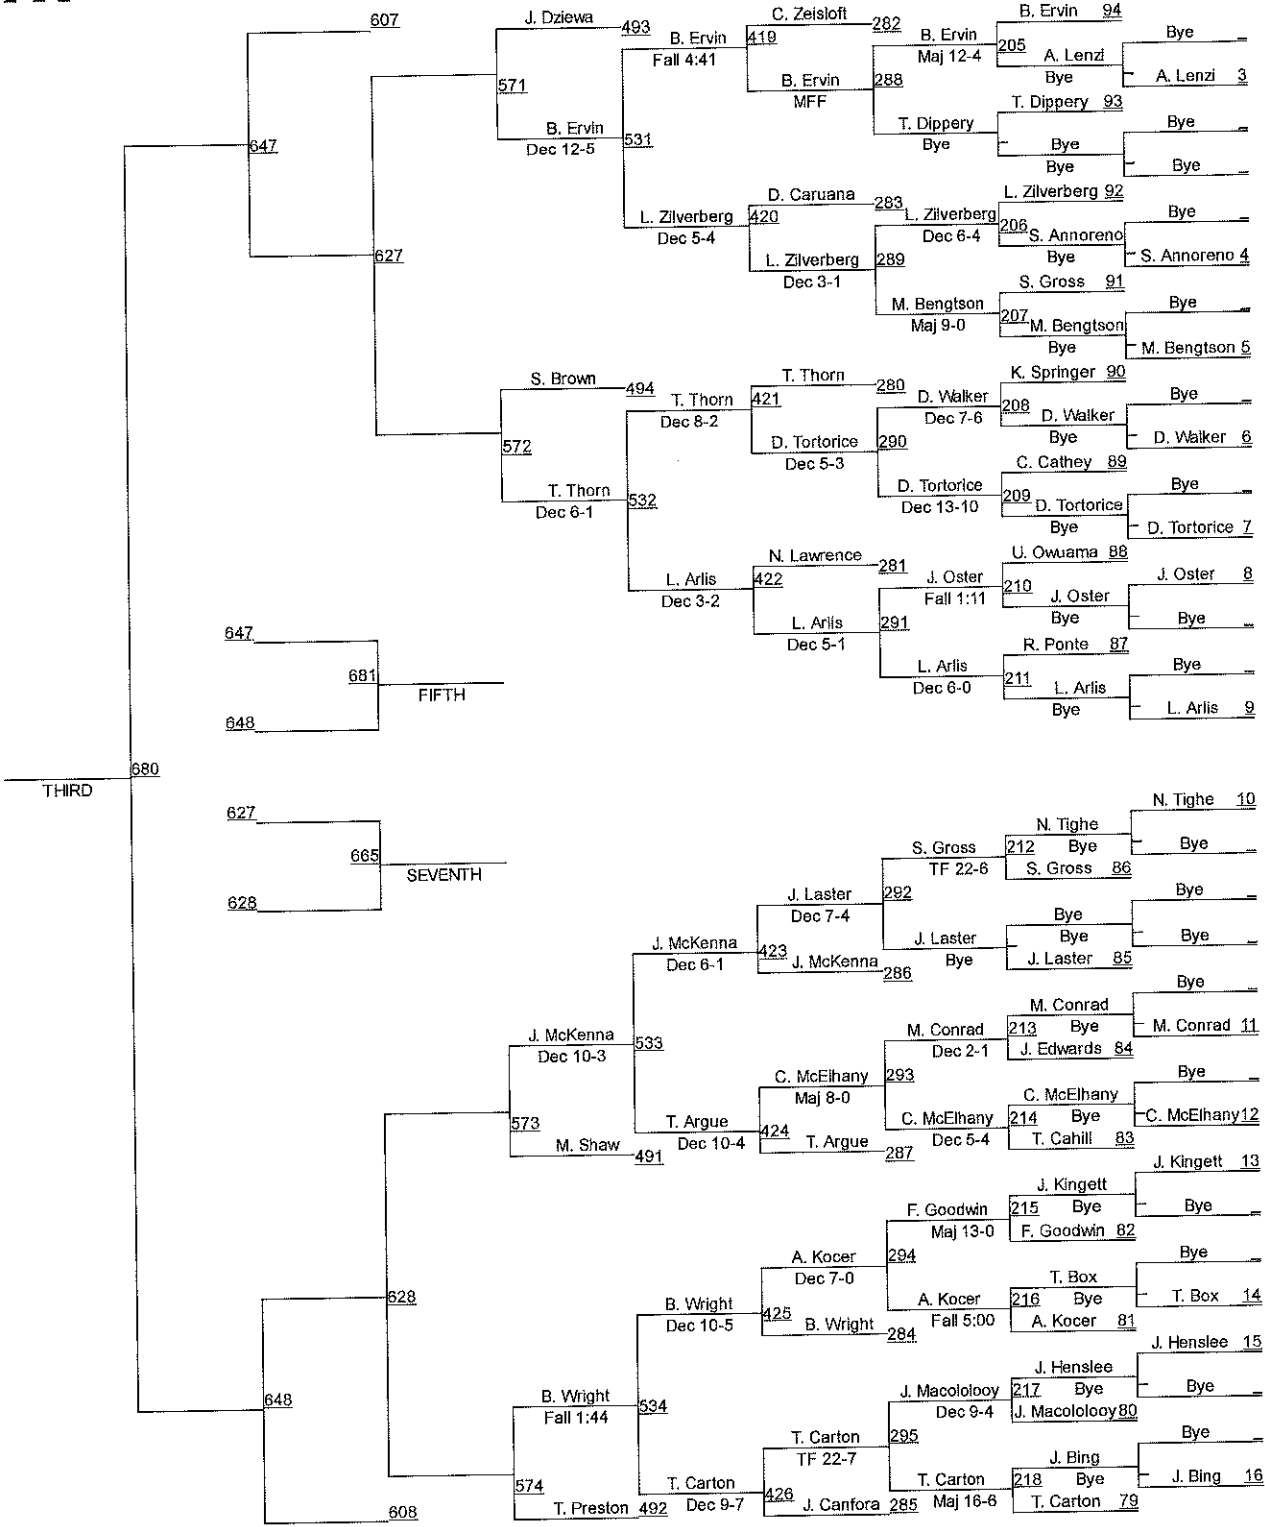 607
J. Dziewa 493
C. Zeisloft 282
B. Ervin 94
Bye
B. Ervin 419
Fall 4:41
B. Ervin 205
Maj 12-4
A. Lenzi
Bye
A. Lenzi 3
571
B. Ervin 288
MFF
T. Dippery 93
B. Ervin 531
Dec 12-5
T. Dippery
Bye
Bye
Bye
Bye
Bye
647
D. Caruana 283
L. Zilverberg 92
L. Zilverberg 420
Dec 5-4
L. Zilverberg 206
Dec 6-4
S. Annoreno
Bye
Bye
S. Annoreno 4
627
L. Zilverberg 289
Dec 3-1
S. Gross 91
M. Bengtson 207
Maj 9-0
M. Bengtson
Bye
Bye
M. Bengtson 5
S. Brown 494
T. Thorn 280
K. Springer 90
T. Thorn 421
Dec 8-2
D. Walker 208
Dec 7-6
D. Walker
Bye
Bye
D. Walker 6
572
D. Tortorice 290
Dec 5-3
C. Cathey 89
T. Thorn 532
Dec 6-1
D. Tortorice 209
Dec 13-10
D. Tortorice
Bye
Bye
D. Tortorice 7
N. Lawrence 281
U. Owuama 88
L. Arlis 422
Dec 3-2
J. Oster 210
Fall 1:11
J. Oster
Bye
J. Oster 8
Bye
L. Arlis 291
Dec 5-1
R. Ponte 87
L. Arlis 211
Dec 6-0
L. Arlis
Bye
Bye
L. Arlis 9
647
681
FIFTH
648
680
THIRD
627
665
SEVENTH
628
N. Tighe 10
N. Tighe
S. Gross 212 Bye
Bye
TF 22-6
S. Gross 86
J. Laster 292
Dec 7-4
Bye
Bye
Bye
Bye
J. McKenna 423
Dec 6-1
J. Laster
Bye
J. Laster 85
J. McKenna 286
Bye
M. Conrad
M. Conrad 213 Bye
M. Conrad 11
Dec 2-1
J. Edwards 84
J. McKenna 533
Dec 10-3
C. McElhany 293
Maj 8-0
Bye
C. McElhany
C. McElhany 214 Bye
C. McElhany 12
Dec 5-4
T. Cahill 83
573
T. Argue 424
Dec 10-4
T. Argue 287
M. Shaw 491
J. Kingett 13
J. Kingett
F. Goodwin 215 Bye
Bye
Maj 13-0
F. Goodwin 82
A. Kocer 294
Dec 7-0
Bye
T. Box
A. Kocer 216 Bye
T. Box 14
Fall 5:00
A. Kocer 81
628
B. Wright 425
Dec 10-5
B. Wright 284
J. Henslee 15
J. Henslee
J. Macololooy 217 Bye
Bye
Dec 9-4
J. Macololooy 80
648
B. Wright 534
Fall 1:44
T. Carton 295
TF 22-7
Bye
J. Bing
T. Carton 218 Bye
J. Bing 16
Maj 16-6
T. Carton 79
574
T. Carton 426
Dec 9-7
J. Canfora 285
T. Preston 492
608